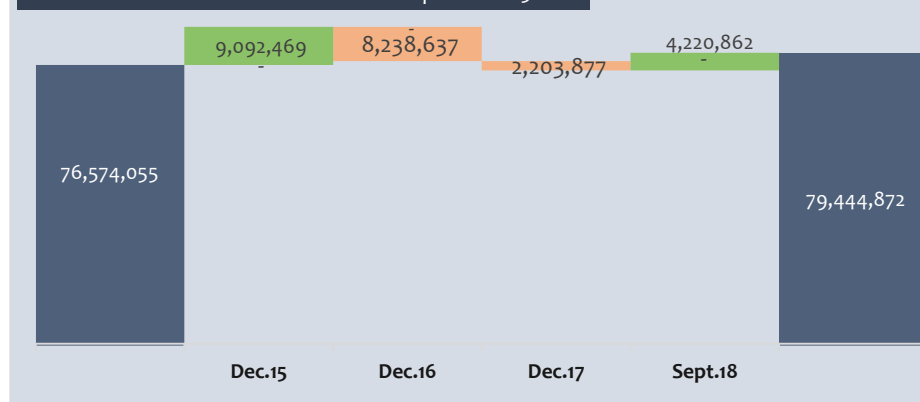 9,092,469
-
-
8,238,637
2,203,877
4,220,862
-
76,574,055
79,444,872
Dec.15
Dec.16
Dec.17
Sept.18